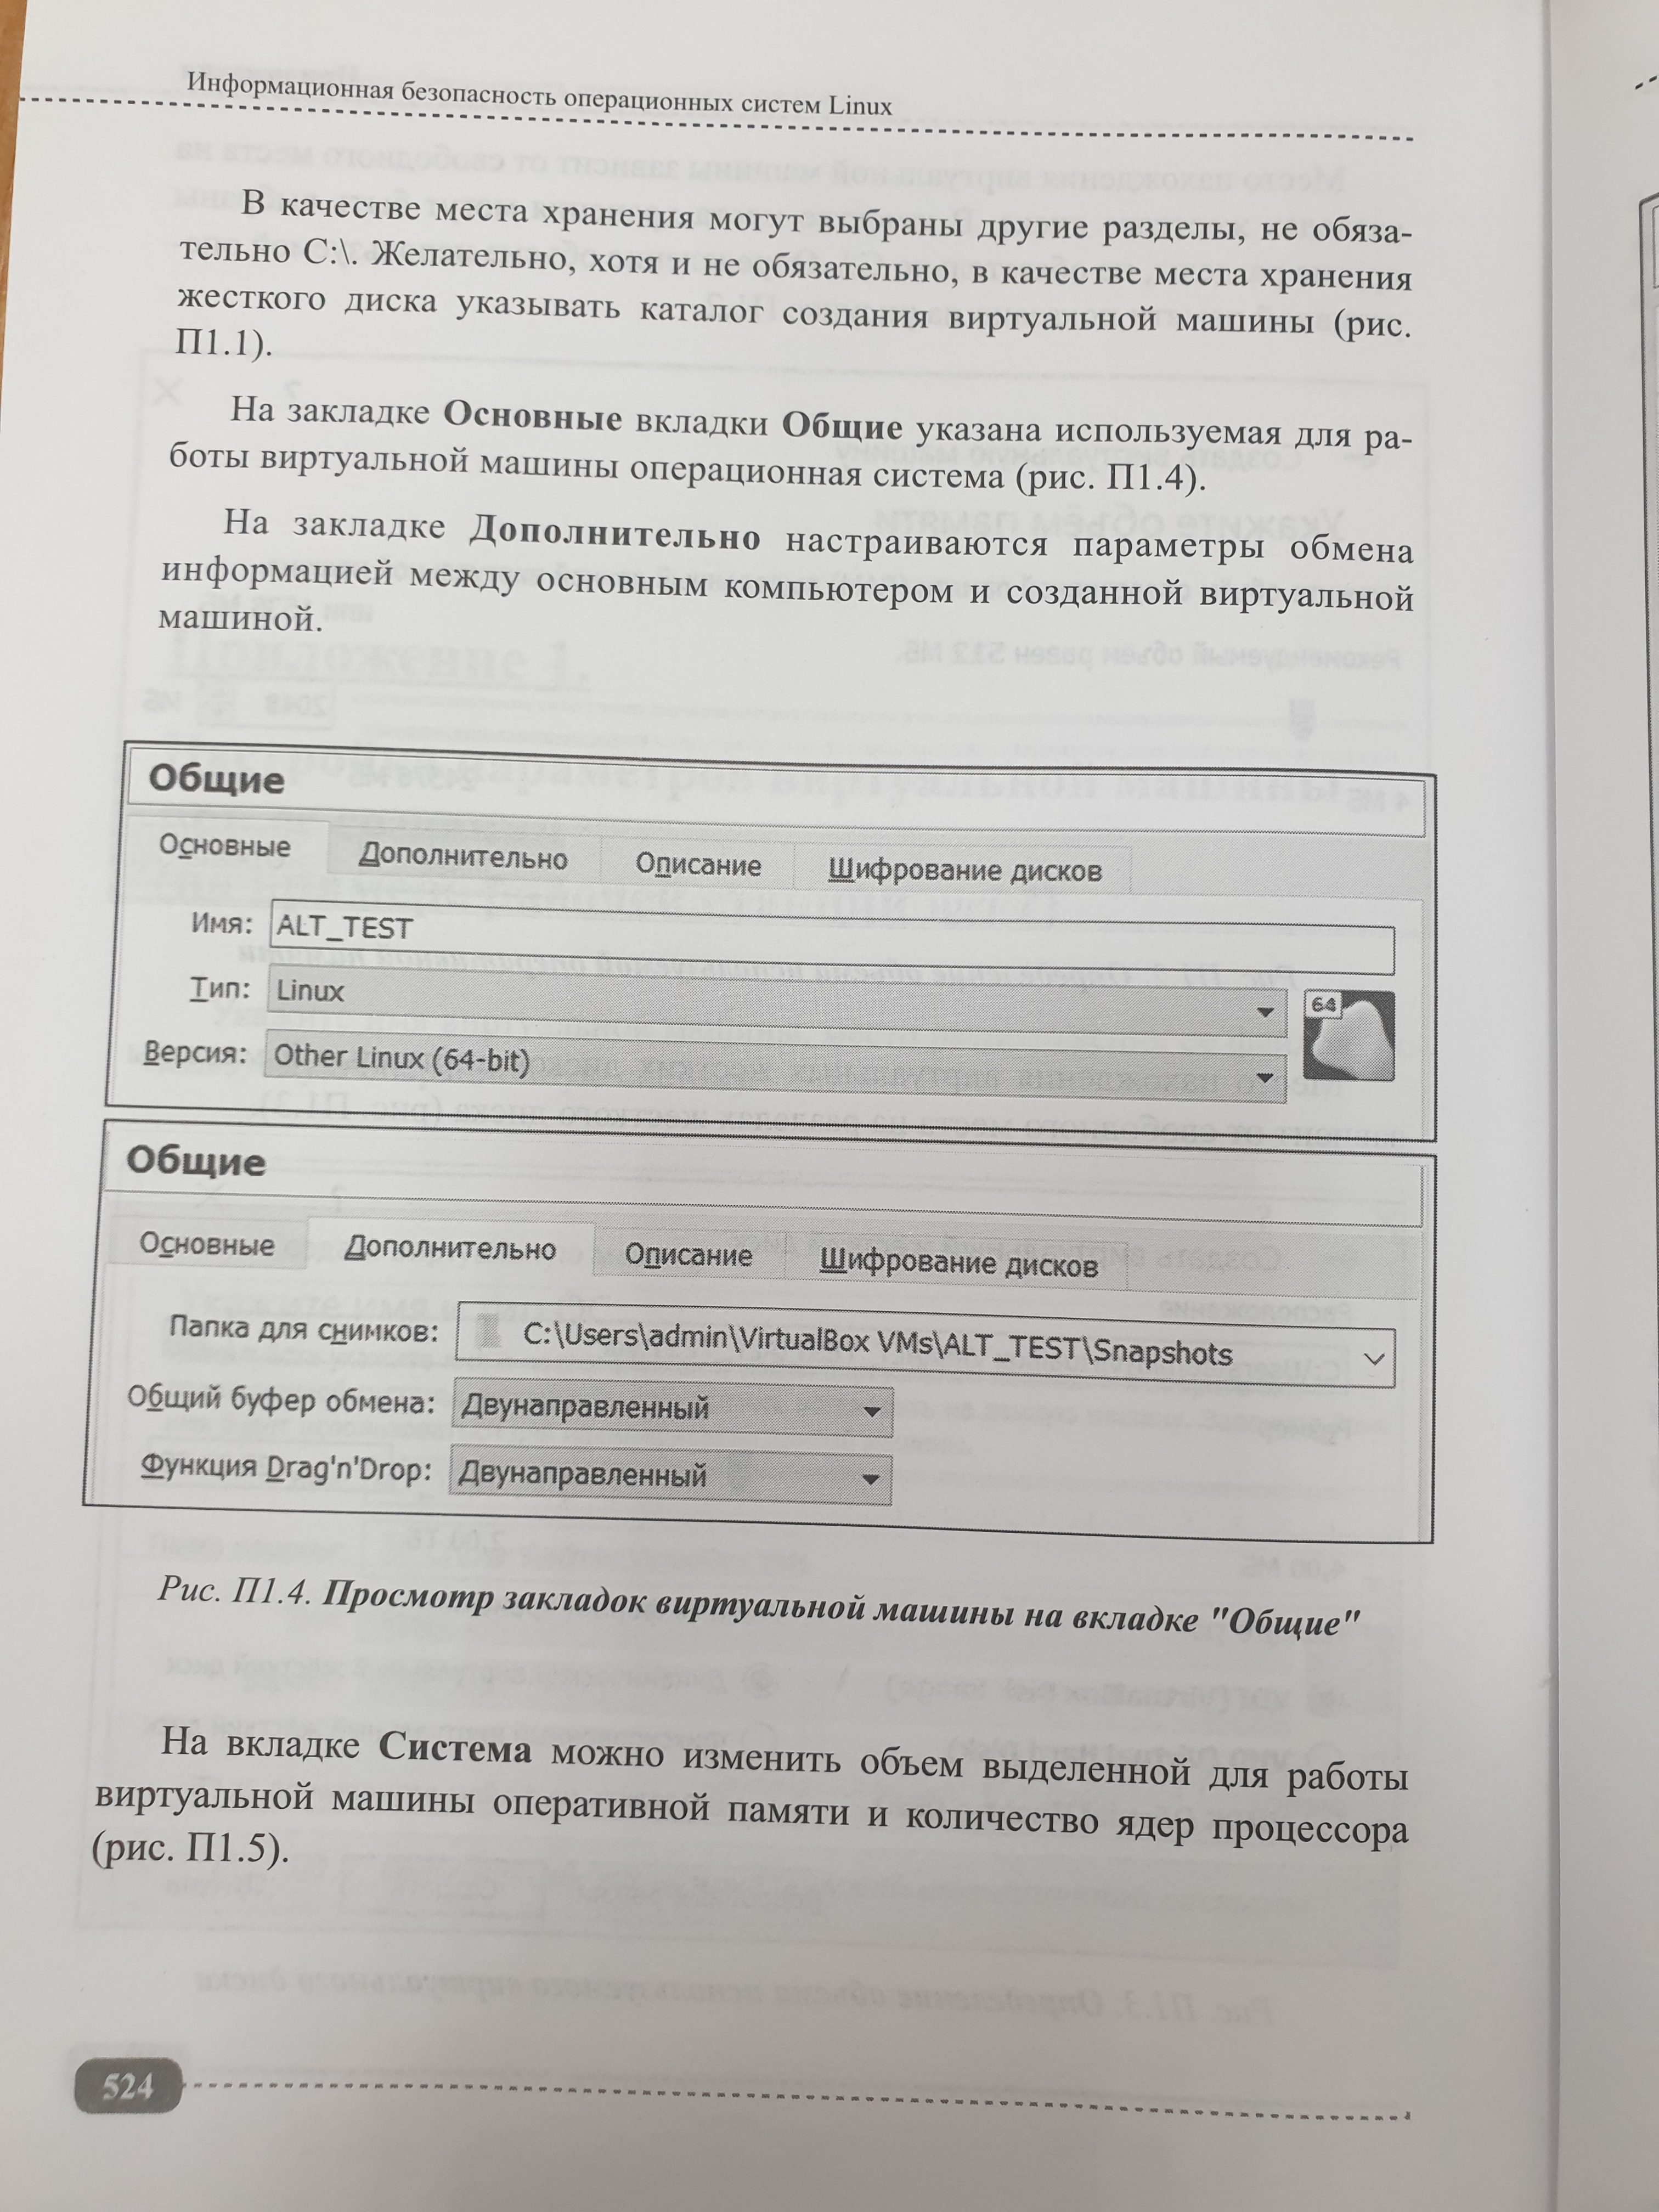 Информационная безопасность операционных систем Linux
В качестве места хранения могут выбраны другие разделы, не обяза-
тельно C:\. Желательно, хотя и не обязательно, в качестве места хранения
жесткого диска указывать каталог создания виртуальной машины (рис.
П1.1).
На закладке Основные вкладки Общие указана используемая для ра-
боты виртуальной машины операционная система (рис. П1.4).
На закладке Дополнительно настраиваются параметры обмена
информацией между основным компьютером и созданной виртуальной
машиной.
Общие
Основные Дополнительно Описание Шифрование дисков
Имя: ALT_TEST
Тип: Linux
64
Версия: Other Linux (64-bit)
Общие
Основные Дополнительно Описание Шифрование дисков
Папка для снимков: C:\Users\admin\VirtualBox VMs\ALT_TEST\Snapshots
Общий буфер обмена: Двунаправленный
Функция Drag'n'Drop: Двунаправленный
Рис. П1.4. Просмотр закладок виртуальной машины на вкладке "Общие"
На вкладке Система можно изменить объем выделенной для работы
виртуальной машины оперативной памяти и количество ядер процессора
(рис. П1.5).
524